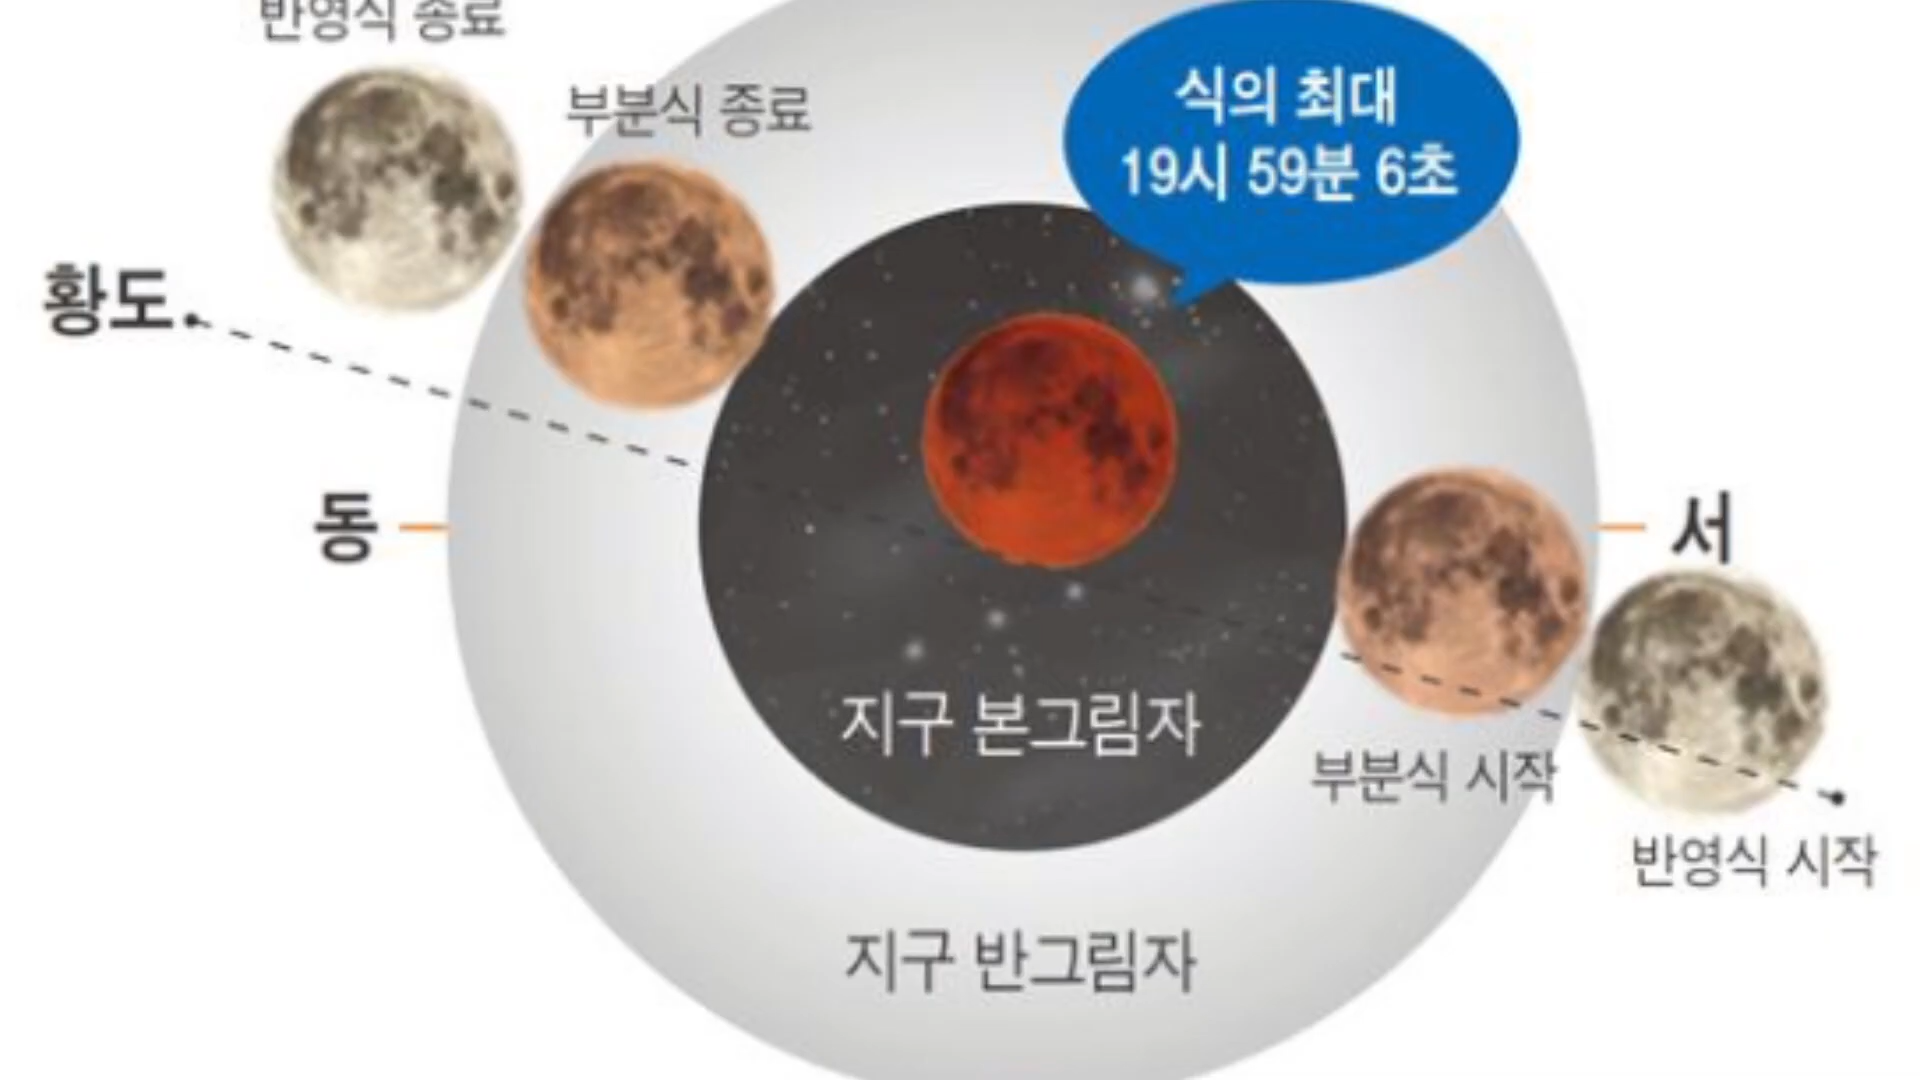 반영식 종료
부분식 종료
식의 최대
19시 59분 6초
황도
동
서
지구 본그림자
부분식 시작
반영식 시작
지구 반그림자